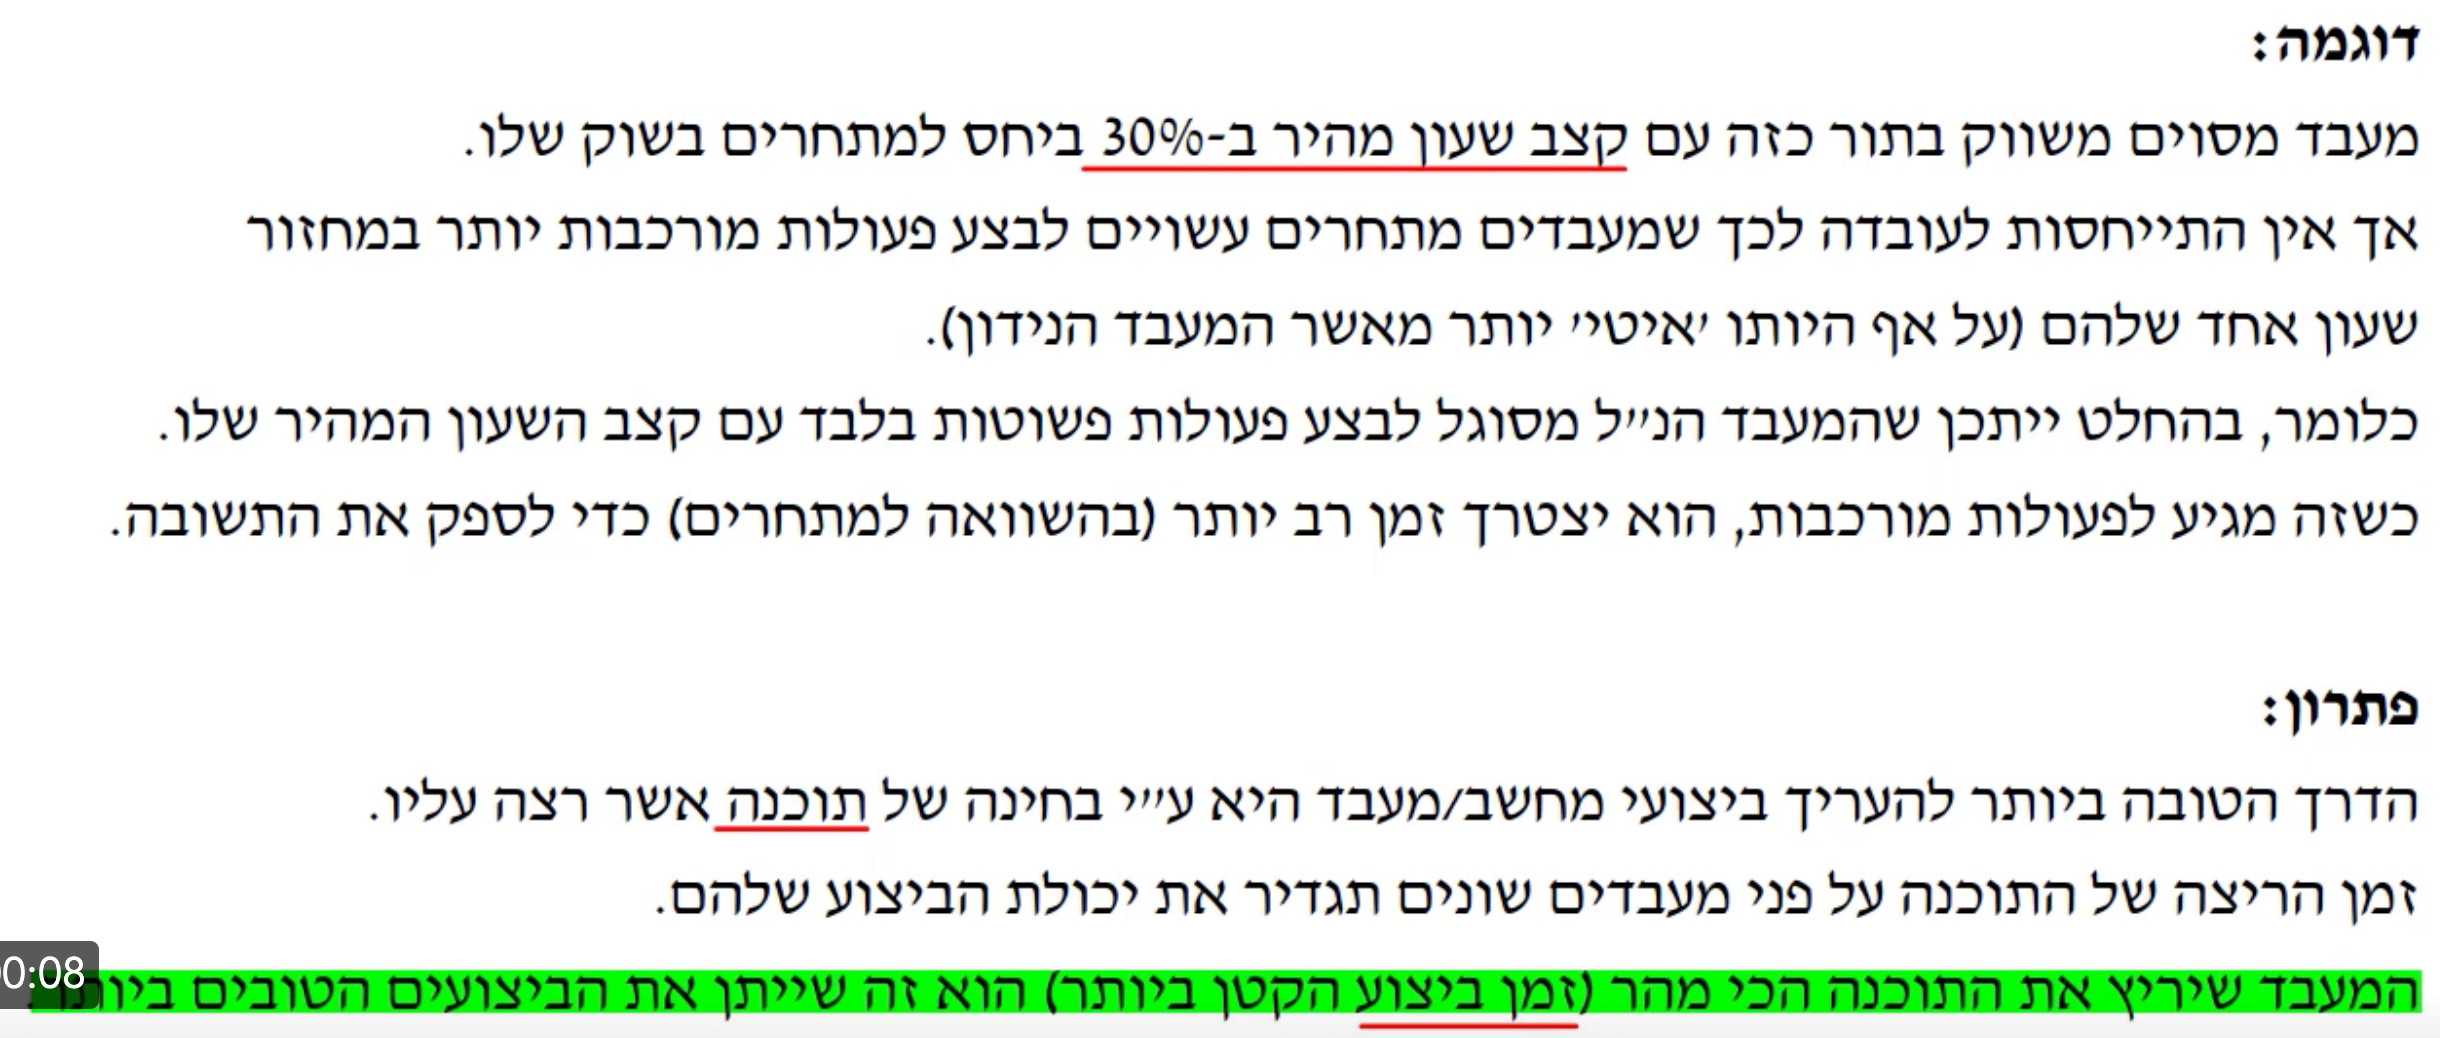 דוגמה:
מעבד מסוים משווק בתור כזה עם קצב שעון מהיר ב-30% ביחס למתחרים בשוק שלו.
אך אין התייחסות לעובדה לכך שמעבדים מתחרים עשויים לבצע פעולות מורכבות יותר במחזור
שעון אחד שלהם (על אף היותו 'איטי' יותר מאשר המעבד הנידון).
כלומר, בהחלט ייתכן שהמעבד הנ״ל מסוגל לבצע פעולות פשוטות בלבד עם קצב השעון המהיר שלו.
כשזה מגיע לפעולות מורכבות, הוא יצטרך זמן רב יותר (בהשוואה למתחרים) כדי לספק את התשובה.
פתרון:
הדרך הטובה ביותר להעריך ביצועי מחשב/מעבד היא ע״י בחינה של תוכנה אשר רצה עליו.
זמן הריצה של התוכנה על פני מעבדים שונים תגדיר את יכולת הביצוע שלהם.
המעבד שיריץ את התוכנה הכי מהר (זמן ביצוע הקטן ביותר) הוא זה שייתן את הביצועים הטובים ביותר.
0:08